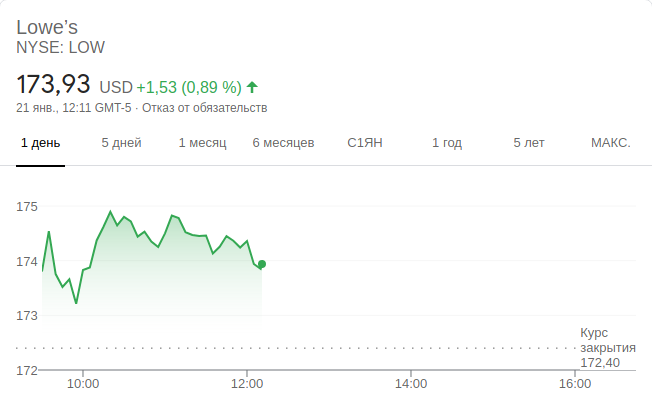 Lowe’s
NYSE: LOW
173,93 USD +1,53 (0,89 %)
21 янв., 12:11 GMT-5 · Отказ от обязательств
1 день 5 дней 1 месяц 6 месяцев С1ЯН 1 год 5 лет МАКС.
175
174
173
Курс
закрытия
172,40
172
10:00 12:00 14:00 16:00